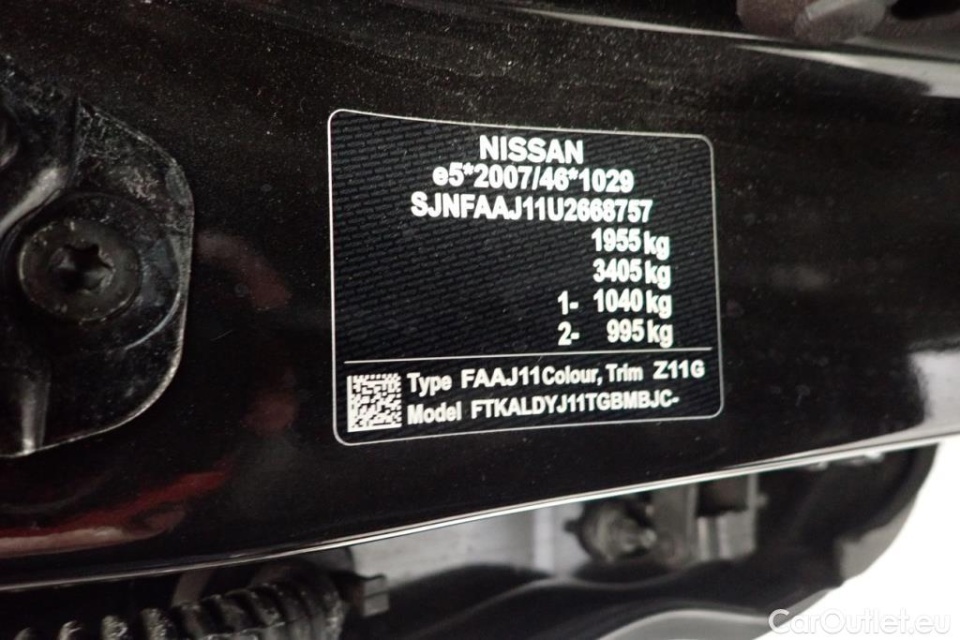 NISSAN
e5*2007/46*1029
SJNFAAJ11U2668757
1955 kg
3405 kg
1- 1040 kg
2- 995 kg
Type FAAJ11 Colour, Trim Z11 G
Model FTKALDYJ11TGBMBJC-
CarOutlet.eu